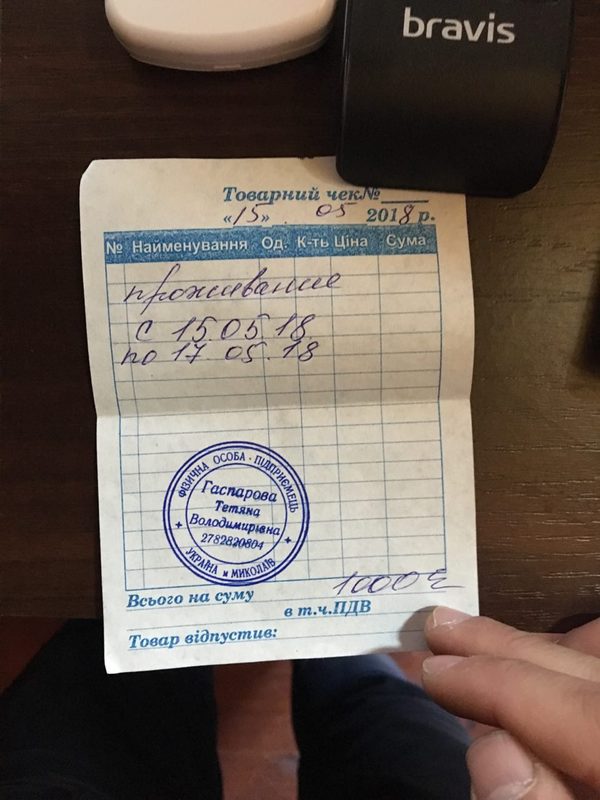 bravis
Товарний чек№
«15» 05 2018 р.
№ Найменування Од. К-ть Ціна Сума
проживание
с 15.05.18
по 17 05.18
ФІЗИЧНА ОСОБА - ПІДПРИЄМЕЦЬ
Гаспарова
Тетяна
Володимирівна
2782820804
УКРАЇНА м МИКОЛАЇВ
Всього на суму 1000
в т.ч.ПДВ
Товар відпустив: